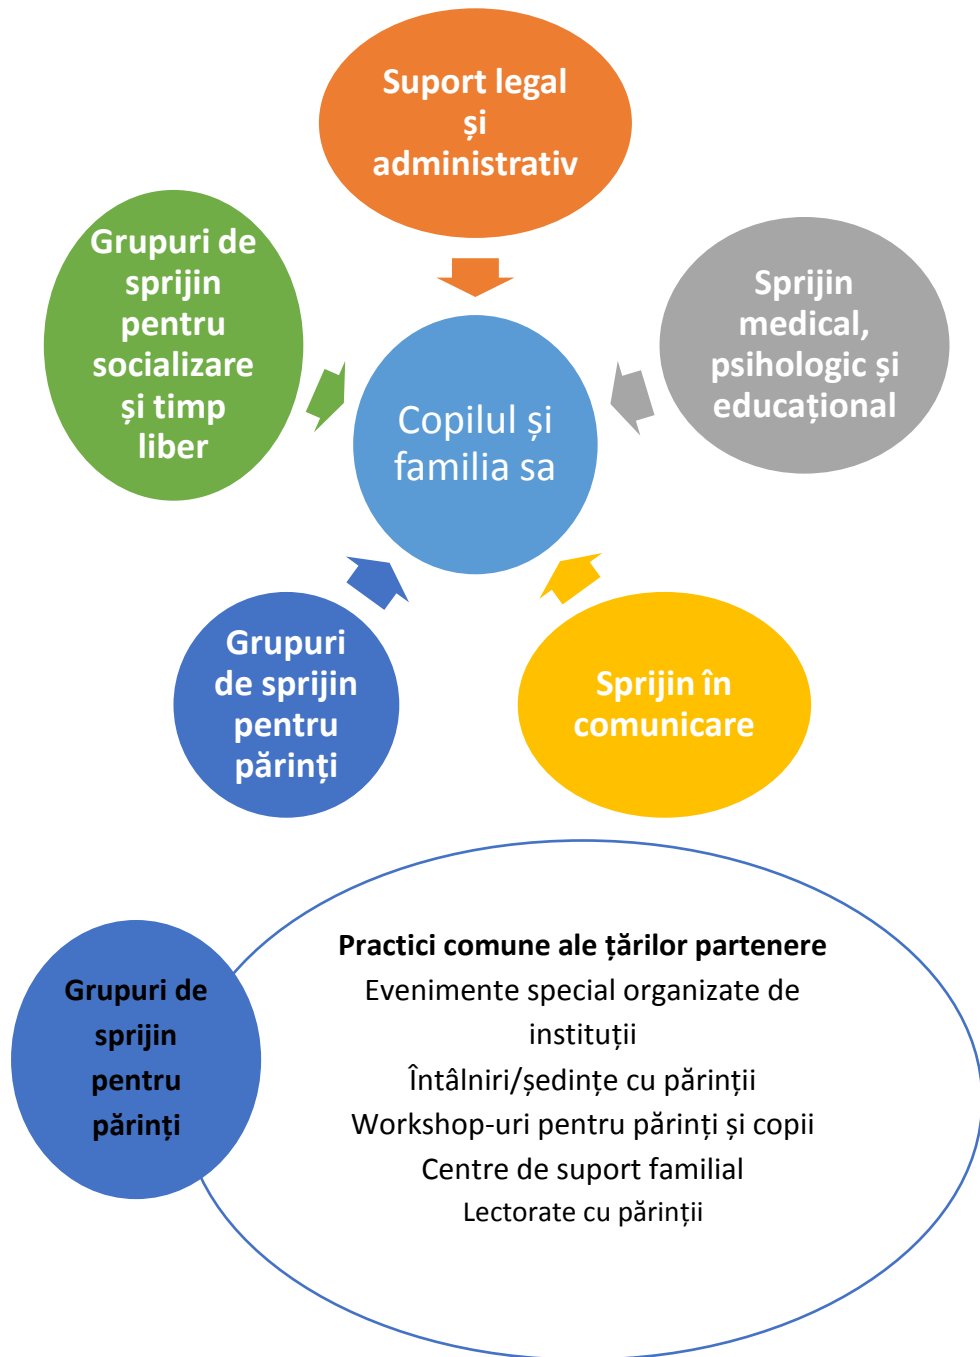 Suport legal
și
administrativ
Grupuri de
sprijin
pentru
socializare
și timp
liber
Sprijin
medical,
psihologic și
educațional
Copilul și
familia sa
Grupuri
de sprijin
pentru
părinți
Sprijin în
comunicare
Grupuri de
sprijin
pentru
părinți
Practici comune ale țărilor partenere
Evenimente special organizate de
instituții
Întâlniri/ședințe cu părinții
Workshop-uri pentru părinți și copii
Centre de suport familial
Lectorate cu părinții